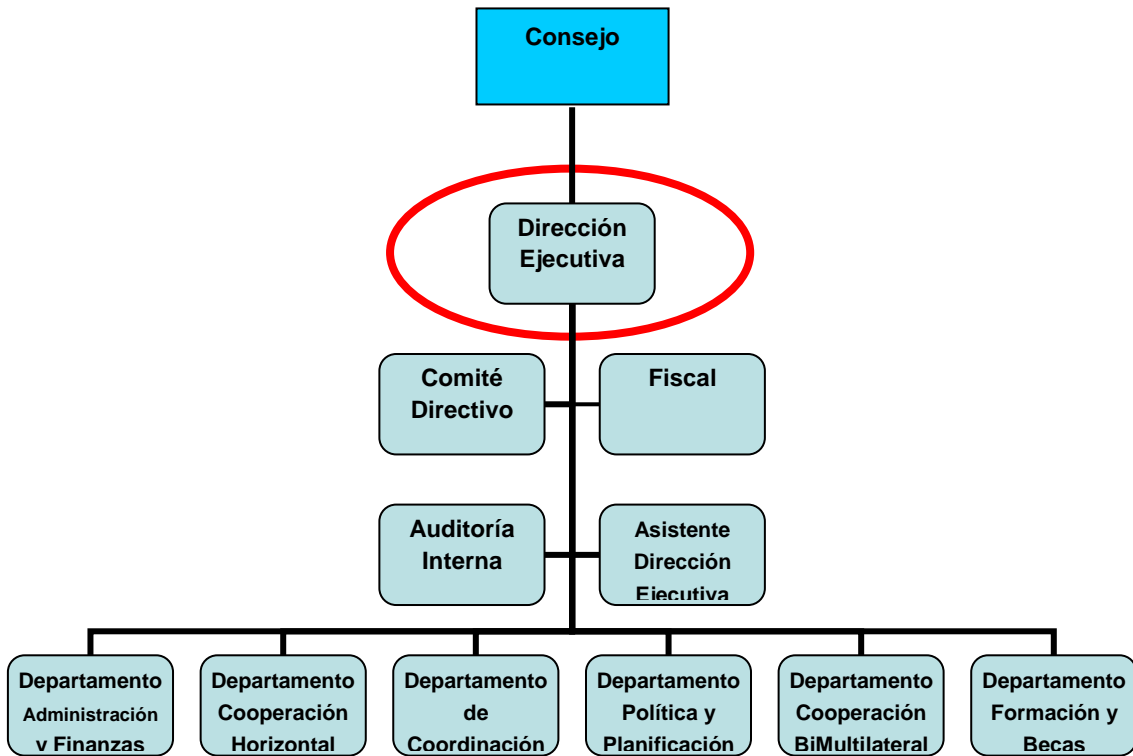 Consejo
Dirección
Ejecutiva
Comité
Directivo
Fiscal
Auditoría
Interna
Asistente
Dirección
Ejecutiva
Departamento
Administración
y Finanzas
Departamento
Cooperación
Horizontal
Departamento
de
Coordinación
Departamento
Política y
Planificación
Departamento
Cooperación
BiMultilateral
Departamento
Formación y
Becas